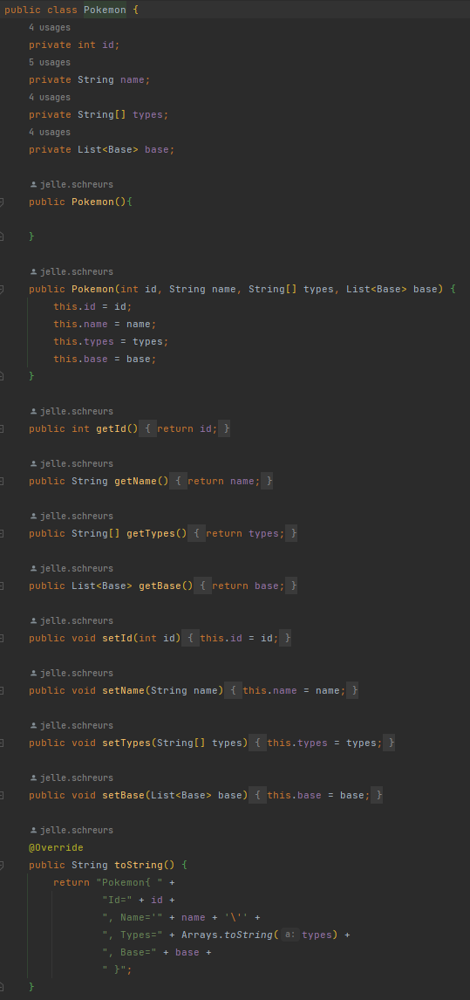 public class Pokemon {
4 usages
private int id;
5 usages
private String name;
4 usages
private String[] types;
4 usages
private List<Base> base;
jelle.schreurs
public Pokemon(){
}
jelle.schreurs
public Pokemon(int id, String name, String[] types, List<Base> base) {
this.id = id;
this.name = name;
this.types = types;
this.base = base;
}
jelle.schreurs
public int getId() { return id; }
jelle.schreurs
public String getName() { return name; }
jelle.schreurs
public String[] getTypes() { return types; }
jelle.schreurs
public List<Base> getBase() { return base; }
jelle.schreurs
public void setId(int id) { this.id = id; }
jelle.schreurs
public void setName(String name) { this.name = name; }
jelle.schreurs
public void setTypes(String[] types) { this.types = types; }
jelle.schreurs
public void setBase(List<Base> base) { this.base = base; }
jelle.schreurs
@Override
public String toString() {
return "Pokemon{ " +
"Id=" + id +
", Name='" + name + '\'' +
", Types=" + Arrays.toString( a: types) +
", Base=" + base +
" }";
}